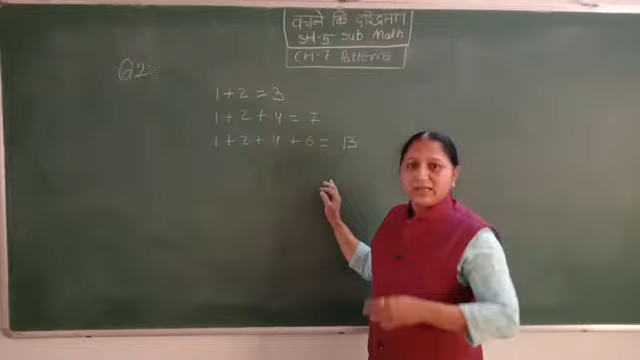 वचने कि दरिद्रता।
Std-5 Sub Math
CH-7 Patterns
Q2
1+2 = 3
1+2+4 = 7
1+2+4+6 = 13